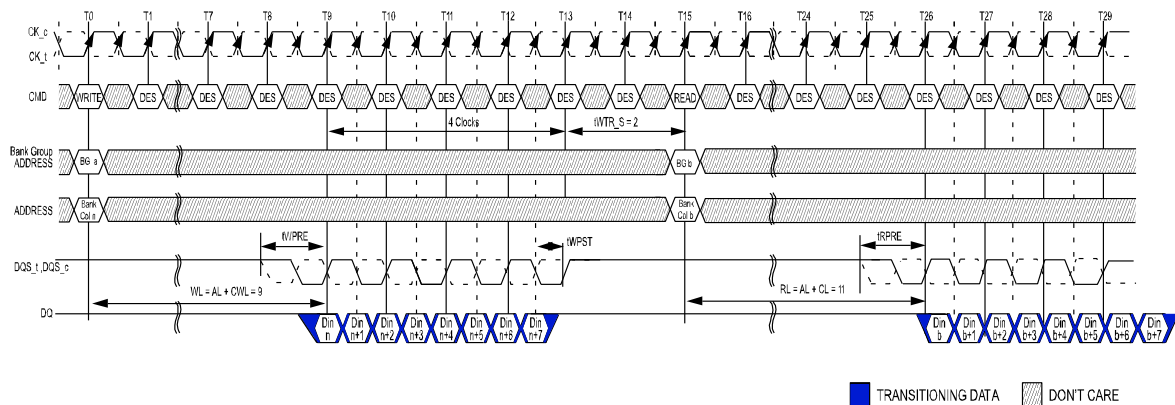 T0 T1 T7 T8 T9 T10 T11 T12 T13 T14 T15 T16 T24 T25 T26 T27 T28 T29
CK_c
CK_t
CMD WRITE DES DES DES DES DES DES DES DES DES READ DES DES DES DES DES DES DES
4 Clocks tWTR_S = 2
Bank Group
ADDRESS BG a BG b
ADDRESS Bank Col n Bank Col b
tWPRE tWPST tRPRE
DQS_t ,DQS_c
WL = AL + CWL = 9 RL = AL + CL = 11
DQ
Din n Din n+1 Din n+2 Din n+3 Din n+4 Din n+5 Din n+6 Din n+7 Din b Din b+1 Din b+2 Din b+3 Din b+4 Din b+5 Din b+6 Din b+7
TRANSITIONING DATA DON'T CARE